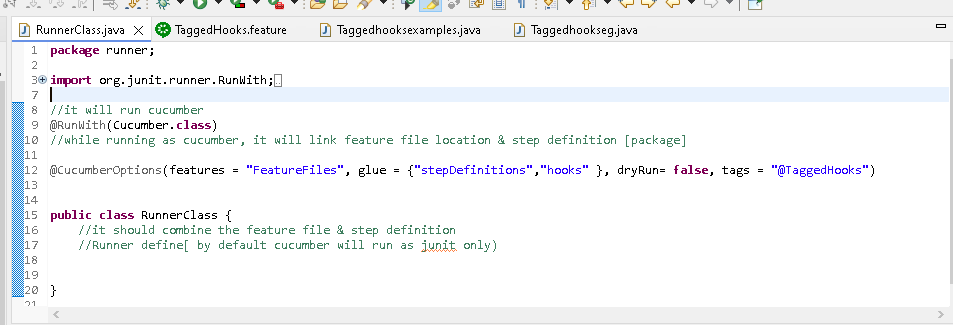 RunnerClass.java
TaggedHooks.feature
Taggedhooksexamples.java
Taggedhookseg.java
1 package runner;
2
3 import org.junit.runner.RunWith;
7
8 //it will run cucumber
9 @RunWith(Cucumber.class)
10 //while running as cucumber, it will link feature file location & step definition [package]
11
12 @CucumberOptions(features = "FeatureFiles", glue = {"stepDefinitions","hooks" }, dryRun= false, tags = "@TaggedHooks")
13
14
15 public class RunnerClass {
16 //it should combine the feature file & step definition
17 //Runner define[ by default cucumber will run as junit only)
18
19
20 }
21